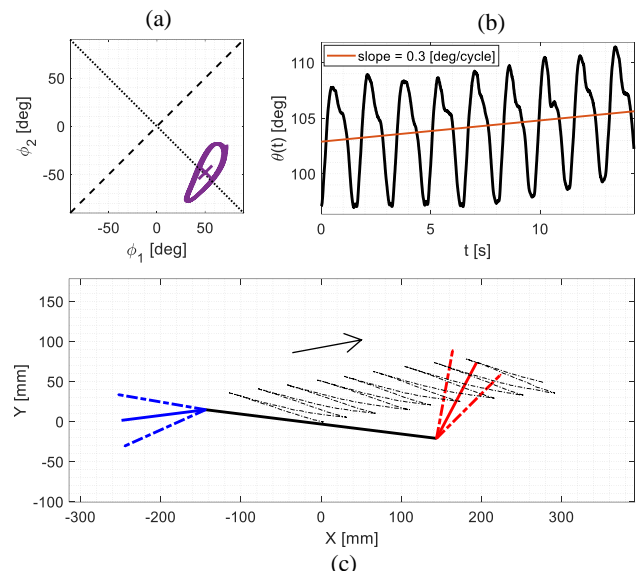 (a)
(b)
50
0
-50
ϕ2 [deg]
-50
0
50
ϕ1 [deg]
slope = 0.3 [deg/cycle]
110
105
100
θ(t) [deg]
0
5
10
t [s]
150
100
50
0
-50
-100
Y [mm]
-300
-200
-100
0
100
200
300
X [mm]
(c)